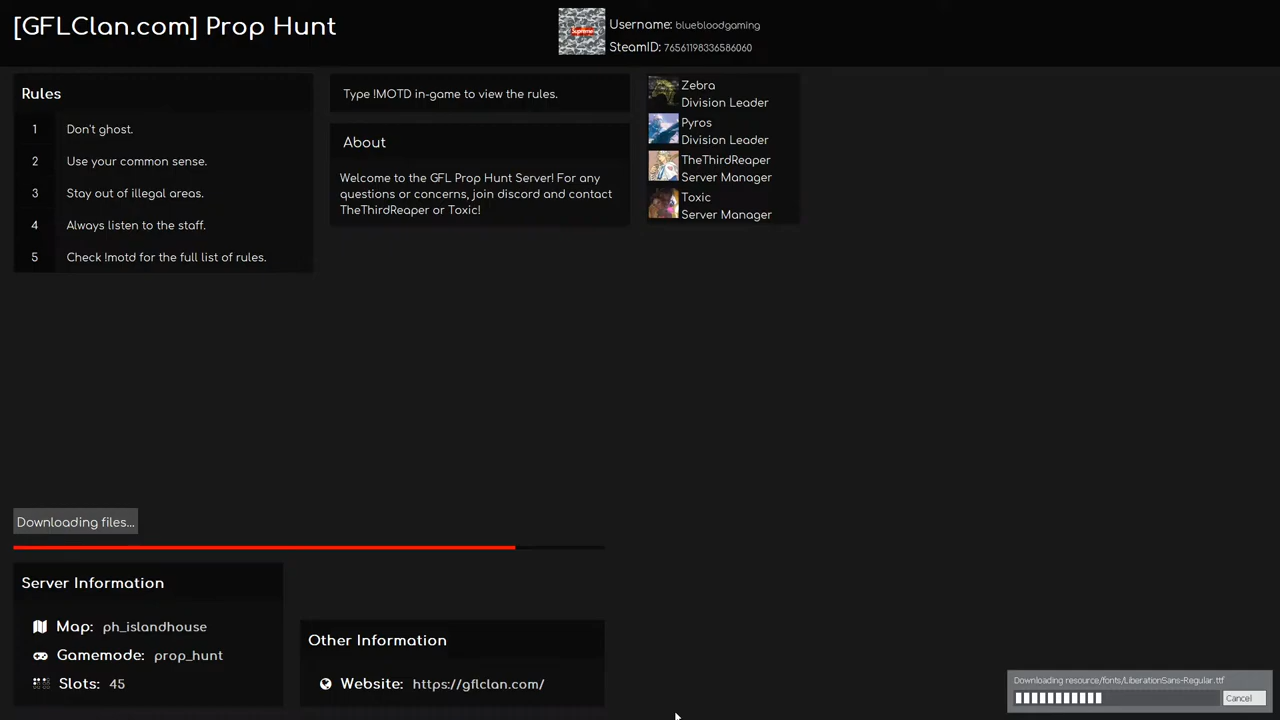 [GFLClan.com] Prop Hunt
Username: bluebloodgaming
SteamID: 76561198336586060
Supreme
Rules
1 Don't ghost.
2 Use your common sense.
3 Stay out of illegal areas.
4 Always listen to the staff.
5 Check !motd for the full list of rules.
Type !MOTD in-game to view the rules.
About
Welcome to the GFL Prop Hunt Server! For any
questions or concerns, join discord and contact
TheThirdReaper or Toxic!
Zebra
Division Leader
Pyros
Division Leader
TheThirdReaper
Server Manager
Toxic
Server Manager
Downloading files...
Server Information
Map: ph_islandhouse
Gamemode: prop_hunt
Slots: 45
Other Information
Website: https://gflclan.com/
Downloading resource/fonts/LiberationSans-Regular.ttf
Cancel